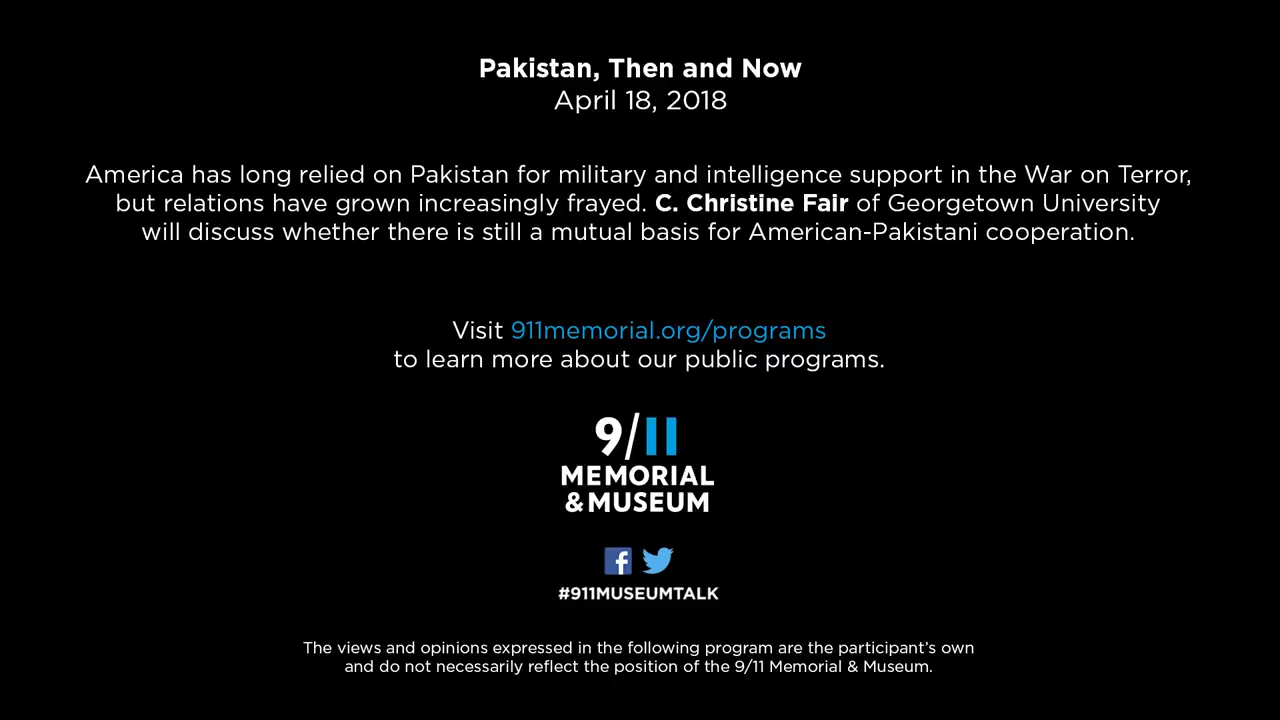 Pakistan, Then and Now
April 18, 2018
America has long relied on Pakistan for military and intelligence support in the War on Terror,
but relations have grown increasingly frayed. C. Christine Fair of Georgetown University
will discuss whether there is still a mutual basis for American-Pakistani cooperation.
Visit 911memorial.org/programs
to learn more about our public programs.
9/11
MEMORIAL
& MUSEUM
f
#911MUSEUMTALK
The views and opinions expressed in the following program are the participant's own
and do not necessarily reflect the position of the 9/11 Memorial & Museum.